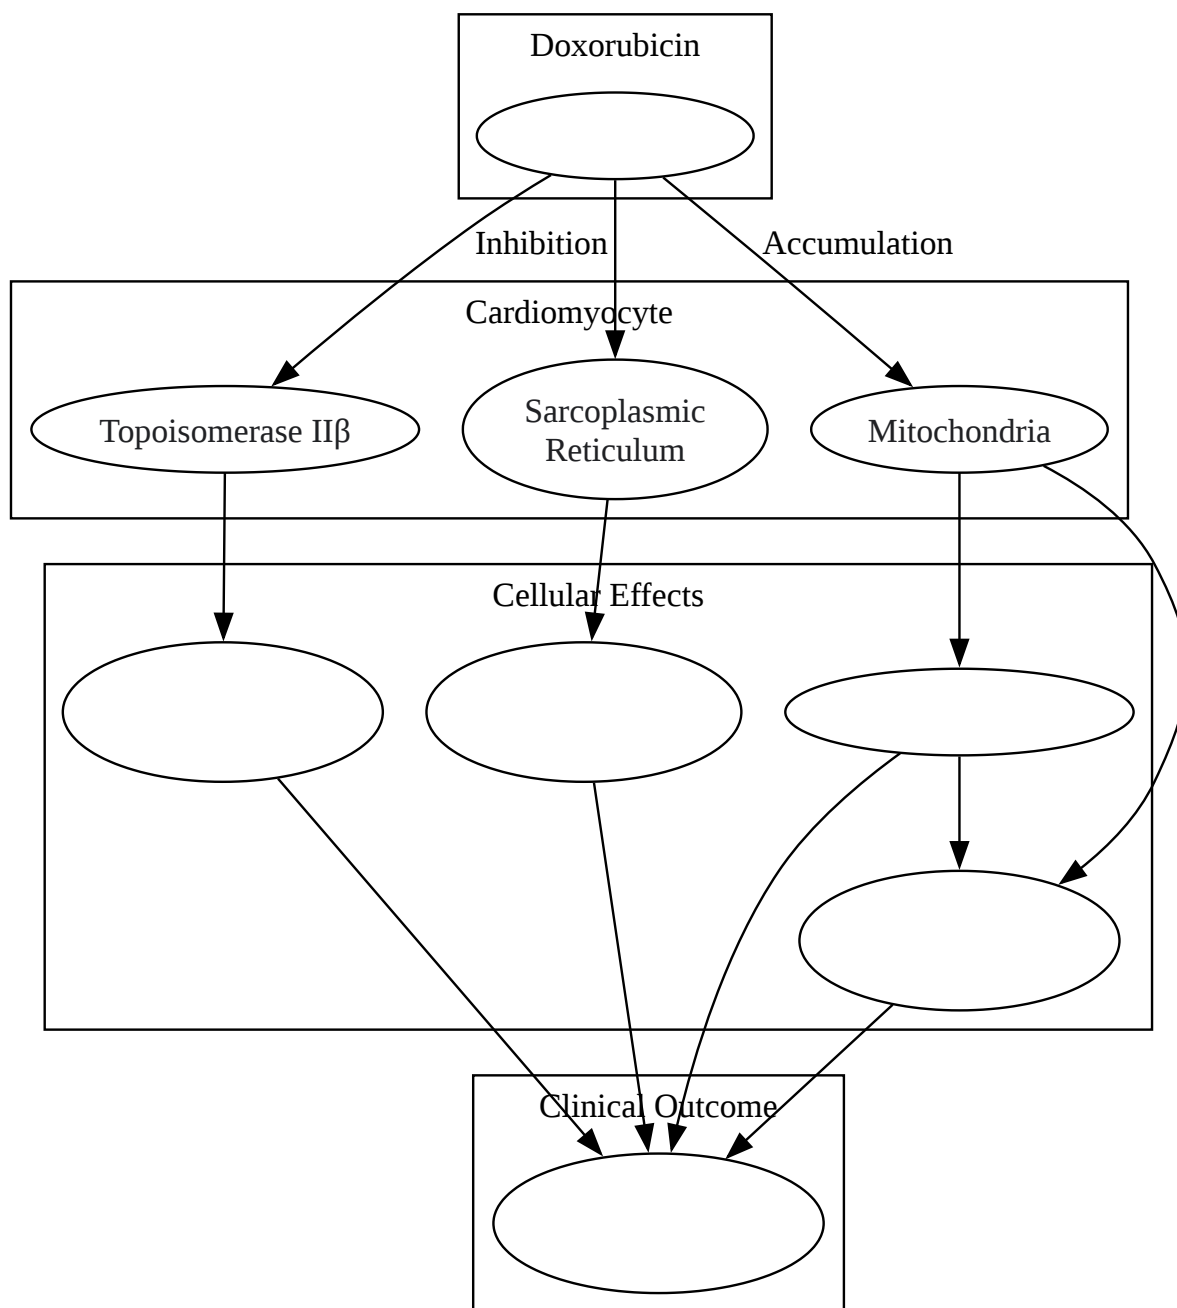 Doxorubicin
Inhibition
Accumulation
Cardiomyocyte
Topoisomerase IIβ
Sarcoplasmic
Reticulum
Mitochondria
Cellular Effects
Clinical Outcome